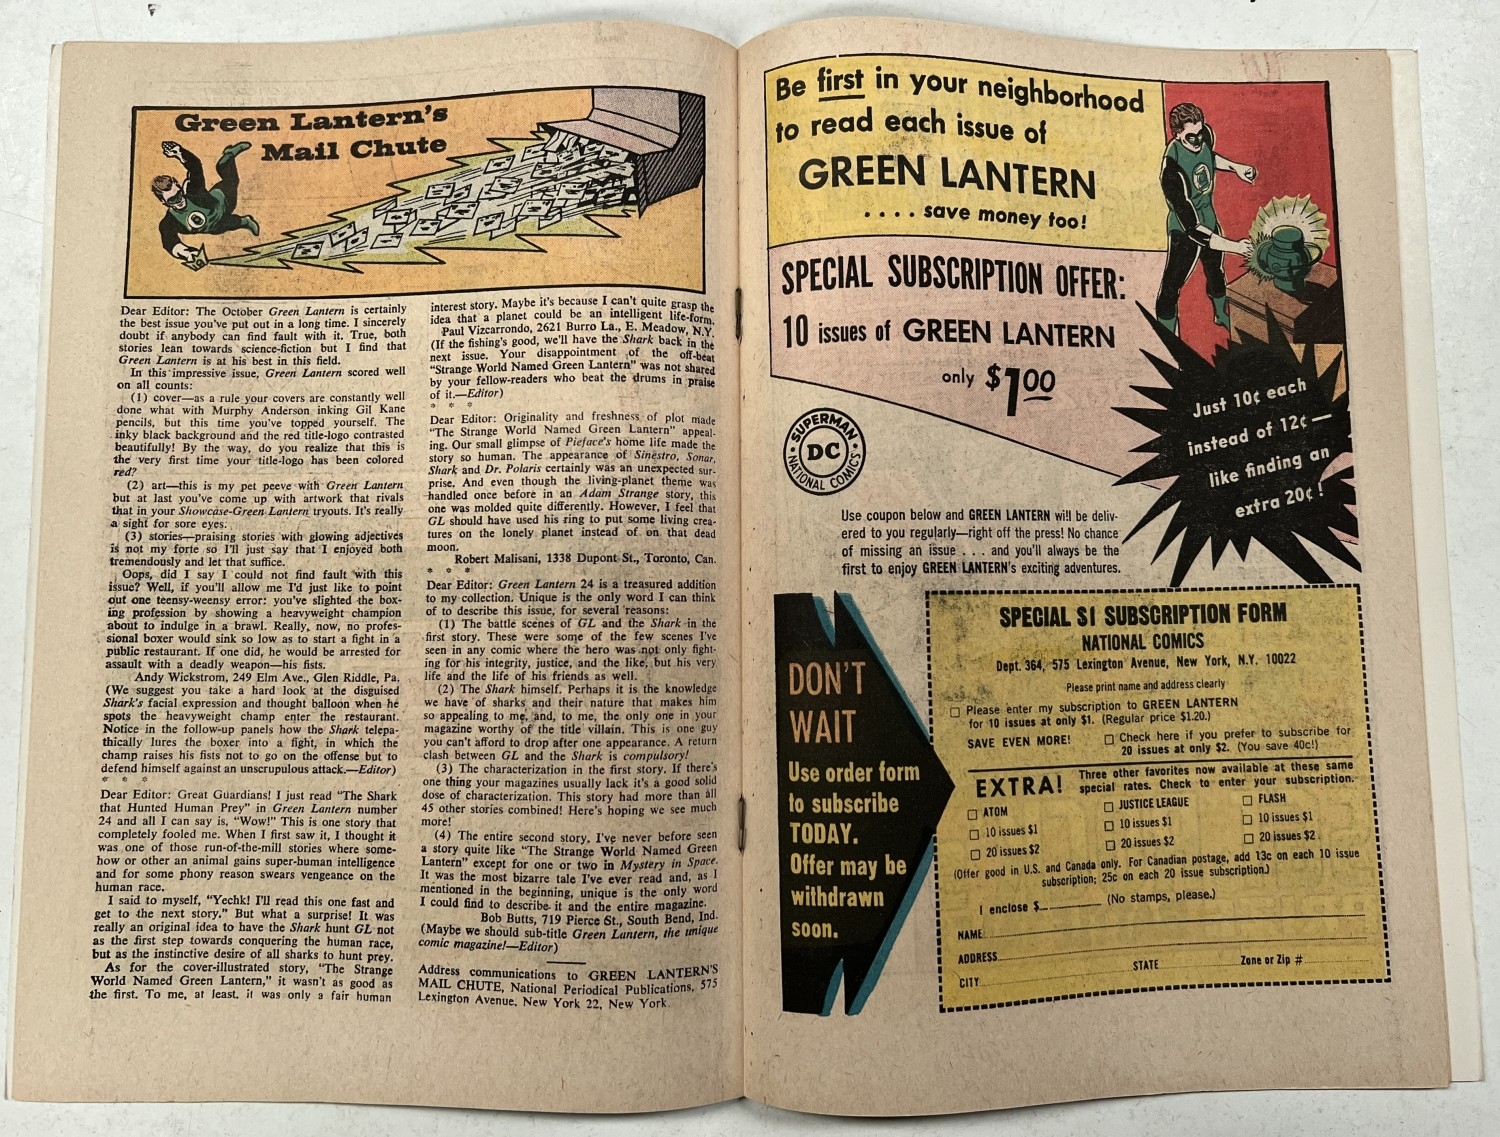 Green Lantern's
Mail Chute
Dear Editor: The October Green Lantern is certainly
the best issue you've put out in a long time. I sincerely
doubt if anybody can find fault with it. True, both
stories lean towards science-fiction but I find that
Green Lantern is at his best in this field.
In this impressive issue, Green Lantern scored well
on all counts:
(1) cover—as a rule your covers are constantly well
done what with Murphy Anderson inking Gil Kane
pencils, but this time you've topped yourself. The
inky black background and the red title-logo contrasted
beautifully! By the way, do you realize that this is
the very first time your title-logo has been colored
red?
(2) art—this is my pet peeve with Green Lantern
but at last you've come up with artwork that rivals
that in your Showcase-Green Lantern tryouts. It's really
a sight for sore eyes.
(3) stories—praising stories with glowing adjectives
is not my forte so I'll just say that I enjoyed both
tremendously and let that suffice.
Oops, did I say I could not find fault with this
issue? Well, if you'll allow me I'd just like to point
out one teensy-weensy error: you've slighted the box-
ing profession by showing a heavyweight champion
about to indulge in a brawl. Really, now, no profes-
sional boxer would sink so low as to start a fight in a
public restaurant. If one did, he would be arrested for
assault with a deadly weapon—his fists.
Andy Wickstrom, 249 Elm Ave., Glen Riddle, Pa.
(We suggest you take a hard look at the disguised
Shark's facial expression and thought balloon when he
spots the heavyweight champ enter the restaurant.
Notice in the follow-up panels how the Shark telepa-
thically lures the boxer into a fight, in which the
champ raises his fists not to go on the offense but to
defend himself against an unscrupulous attack.—Editor)
* * *
Dear Editor: Great Guardians! I just read "The Shark
that Hunted Human Prey" in Green Lantern number
24 and all I can say is, "Wow!" This is one story that
completely fooled me. When I first saw it, I thought it
was one of those run-of-the-mill stories where some-
how or other an animal gains super-human intelligence
and for some phony reason swears vengeance on the
human race.
I said to myself, "Yechk! I'll read this one fast and
get to the next story." But what a surprise! It was
really an original idea to have the Shark hunt GL not
as the first step towards conquering the human race,
but as the instinctive desire of all sharks to hunt prey.
As for the cover-illustrated story, "The Strange
World Named Green Lantern," it wasn't as good as
the first. To me, at least, it was only a fair human
interest story. Maybe it's because I can't quite grasp the
idea that a planet could be an intelligent life-form.
Paul Vizcarrondo, 2621 Burro La., E. Meadow, N.Y.
(If the fishing's good, we'll have the Shark back in the
next issue. Your disappointment of the off-beat
"Strange World Named Green Lantern" was not shared
by your fellow-readers who beat the drums in praise
of it.—Editor)
* * *
Dear Editor: Originality and freshness of plot made
"The Strange World Named Green Lantern" appeal-
ing. Our small glimpse of Pieface's home life made the
story so human. The appearance of Sinestro, Sonar,
Shark and Dr. Polaris certainly was an unexpected sur-
prise. And even though the living-planet theme was
handled once before in an Adam Strange story, this
one was molded quite differently. However, I feel that
GL should have used his ring to put some living crea-
tures on the lonely planet instead of on that dead
moon.
Robert Malisani, 1338 Dupont St., Toronto, Can.
* * *
Dear Editor: Green Lantern 24 is a treasured addition
to my collection. Unique is the only word I can think
of to describe this issue, for several reasons:
(1) The battle scenes of GL and the Shark in the
first story. These were some of the few scenes I've
seen in any comic where the hero was not only fight-
ing for his integrity, justice, and the like, but his very
life and the life of his friends as well.
(2) The Shark himself. Perhaps it is the knowledge
we have of sharks and their nature that makes him
so appealing to me, and, to me, the only one in your
magazine worthy of the title villain. This is one guy
you can't afford to drop after one appearance. A return
clash between GL and the Shark is compulsory!
(3) The characterization in the first story. If there's
one thing your magazines usually lack it's a good solid
dose of characterization. This story had more than all
45 other stories combined! Here's hoping we see much
more!
(4) The entire second story. I've never before seen
a story quite like "The Strange World Named Green
Lantern" except for one or two in Mystery in Space.
It was the most bizarre tale I've ever read and, as I
mentioned in the beginning, unique is the only word
I could find to describe it and the entire magazine.
Bob Butts, 719 Pierce St., South Bend, Ind.
(Maybe we should sub-title Green Lantern, the unique
comic magazine!—Editor)
Address communications to GREEN LANTERN'S
MAIL CHUTE, National Periodical Publications, 575
Lexington Avenue, New York 22, New York.
Be first in your neighborhood
to read each issue of
GREEN LANTERN
. . . . save money too!
SPECIAL SUBSCRIPTION OFFER:
10 issues of GREEN LANTERN
only $1.00
Just 10¢ each
instead of 12¢—
like finding an
extra 20¢!
SUPERMAN
DC
NATIONAL COMICS
Use coupon below and GREEN LANTERN will be deliv-
ered to you regularly—right off the press! No chance
of missing an issue . . . and you'll always be the
first to enjoy GREEN LANTERN's exciting adventures.
DON'T
WAIT
Use order form
to subscribe
TODAY.
Offer may be
withdrawn
soon.
SPECIAL $1 SUBSCRIPTION FORM
NATIONAL COMICS
Dept. 364, 575 Lexington Avenue, New York, N.Y. 10022
Please print name and address clearly
Please enter my subscription to GREEN LANTERN
for 10 issues at only $1. (Regular price $1.20.)
SAVE EVEN MORE! Check here if you prefer to subscribe for
20 issues at only $2. (You save 40c!)
EXTRA! Three other favorites now available at these same
special rates. Check to enter your subscription.
ATOM JUSTICE LEAGUE FLASH
10 issues $1 10 issues $1 10 issues $1
20 issues $2 20 issues $2 20 issues $2
(Offer good in U.S. and Canada only. For Canadian postage, add 13c on each 10 issue
subscription; 25c on each 20 issue subscription.)
I enclose $ (No stamps, please.)
NAME
ADDRESS
CITY STATE Zone or Zip #